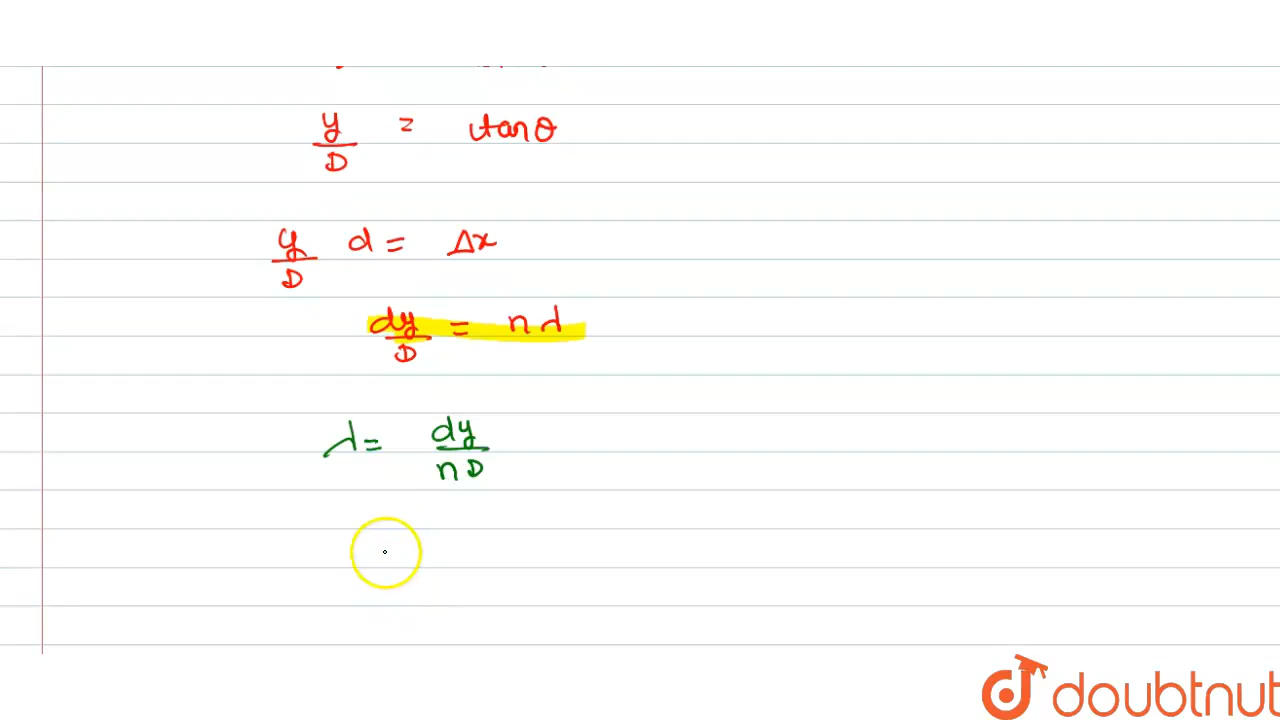 y/D = tanθ
y/D d = Δx
dy/D = nλ
λ = dy/nD
doubtnut